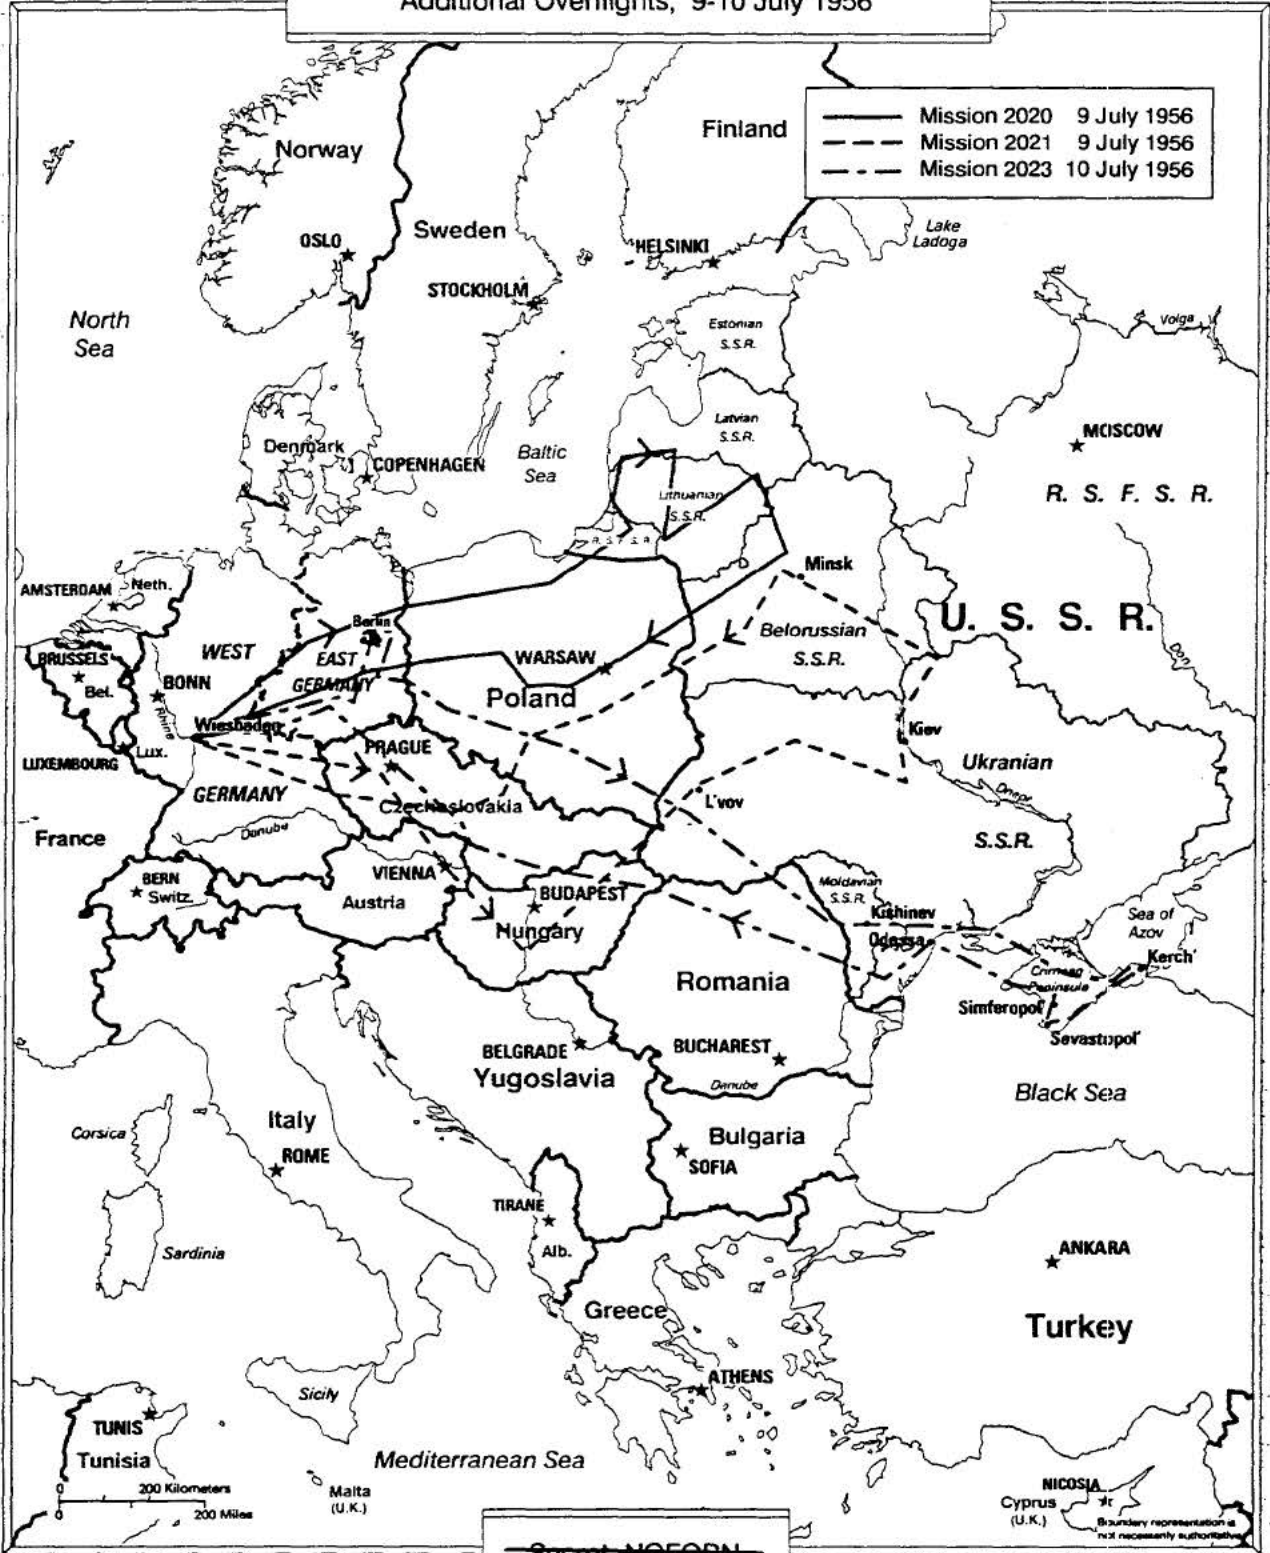 Additional Overflights, 9-10 July 1956
Mission 2020 9 July 1956
Mission 2021 9 July 1956
Mission 2023 10 July 1956
Norway
Finland
Sweden
OSLO
HELSINKI
Lake
Ladoga
STOCKHOLM
North
Sea
Estonian
S.S.R.
Volga
Latvian
S.S.R.
MOSCOW
Denmark
COPENHAGEN
Baltic
Sea
R. S. F. S. R.
Lithuanian
S.S.R.
R. S. F. S. R.
Minsk
AMSTERDAM
Neth.
U. S. S. R.
Berlin
Belorussian
S.S.R.
WEST
EAST
GERMANY
WARSAW
Poland
Don
BRUSSELS
Bel.
BONN
Rhine
Wiesbaden
Kiev
LUXEMBOURG
Lux.
PRAGUE
Ukranian
S.S.R.
GERMANY
Czechoslovakia
L'vov
Dnepr
France
Danube
BERN
Switz.
VIENNA
Austria
BUDAPEST
Hungary
Moldavian
S.S.R.
Kishinev
Odessa
Sea of
Azov
Kerch'
Crimean
Peninsula
Romania
Simferopol'
Sevastopol'
BELGRADE
Yugoslavia
BUCHAREST
Danube
Black Sea
Corsica
Italy
ROME
Bulgaria
SOFIA
TIRANE
Alb.
Sardinia
ANKARA
Greece
Turkey
ATHENS
Sicily
TUNIS
Tunisia
Mediterranean Sea
Malta
(U.K.)
NICOSIA
Cyprus
(U.K.)
0 200 Kilometers
0 200 Miles
Boundary representation is
not necessarily authoritative
Secret NOFORN